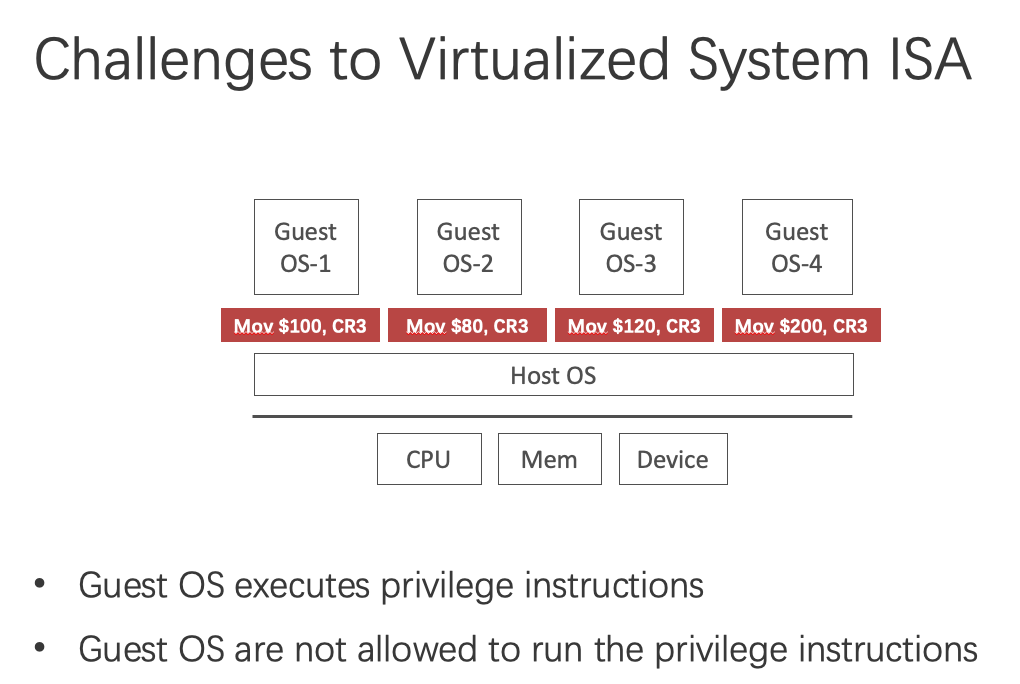 Challenges to Virtualized System ISA
Guest
OS-1
Guest
OS-2
Guest
OS-3
Guest
OS-4
Mov $100, CR3
Mov $80, CR3
Mov $120, CR3
Mov $200, CR3
Host OS
CPU
Mem
Device
• Guest OS executes privilege instructions
• Guest OS are not allowed to run the privilege instructions